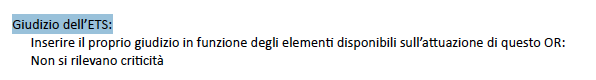 Giudizio dell'ETS:
Inserire il proprio giudizio in funzione degli elementi disponibili sull'attuazione di questo OR:
Non si rilevano criticità